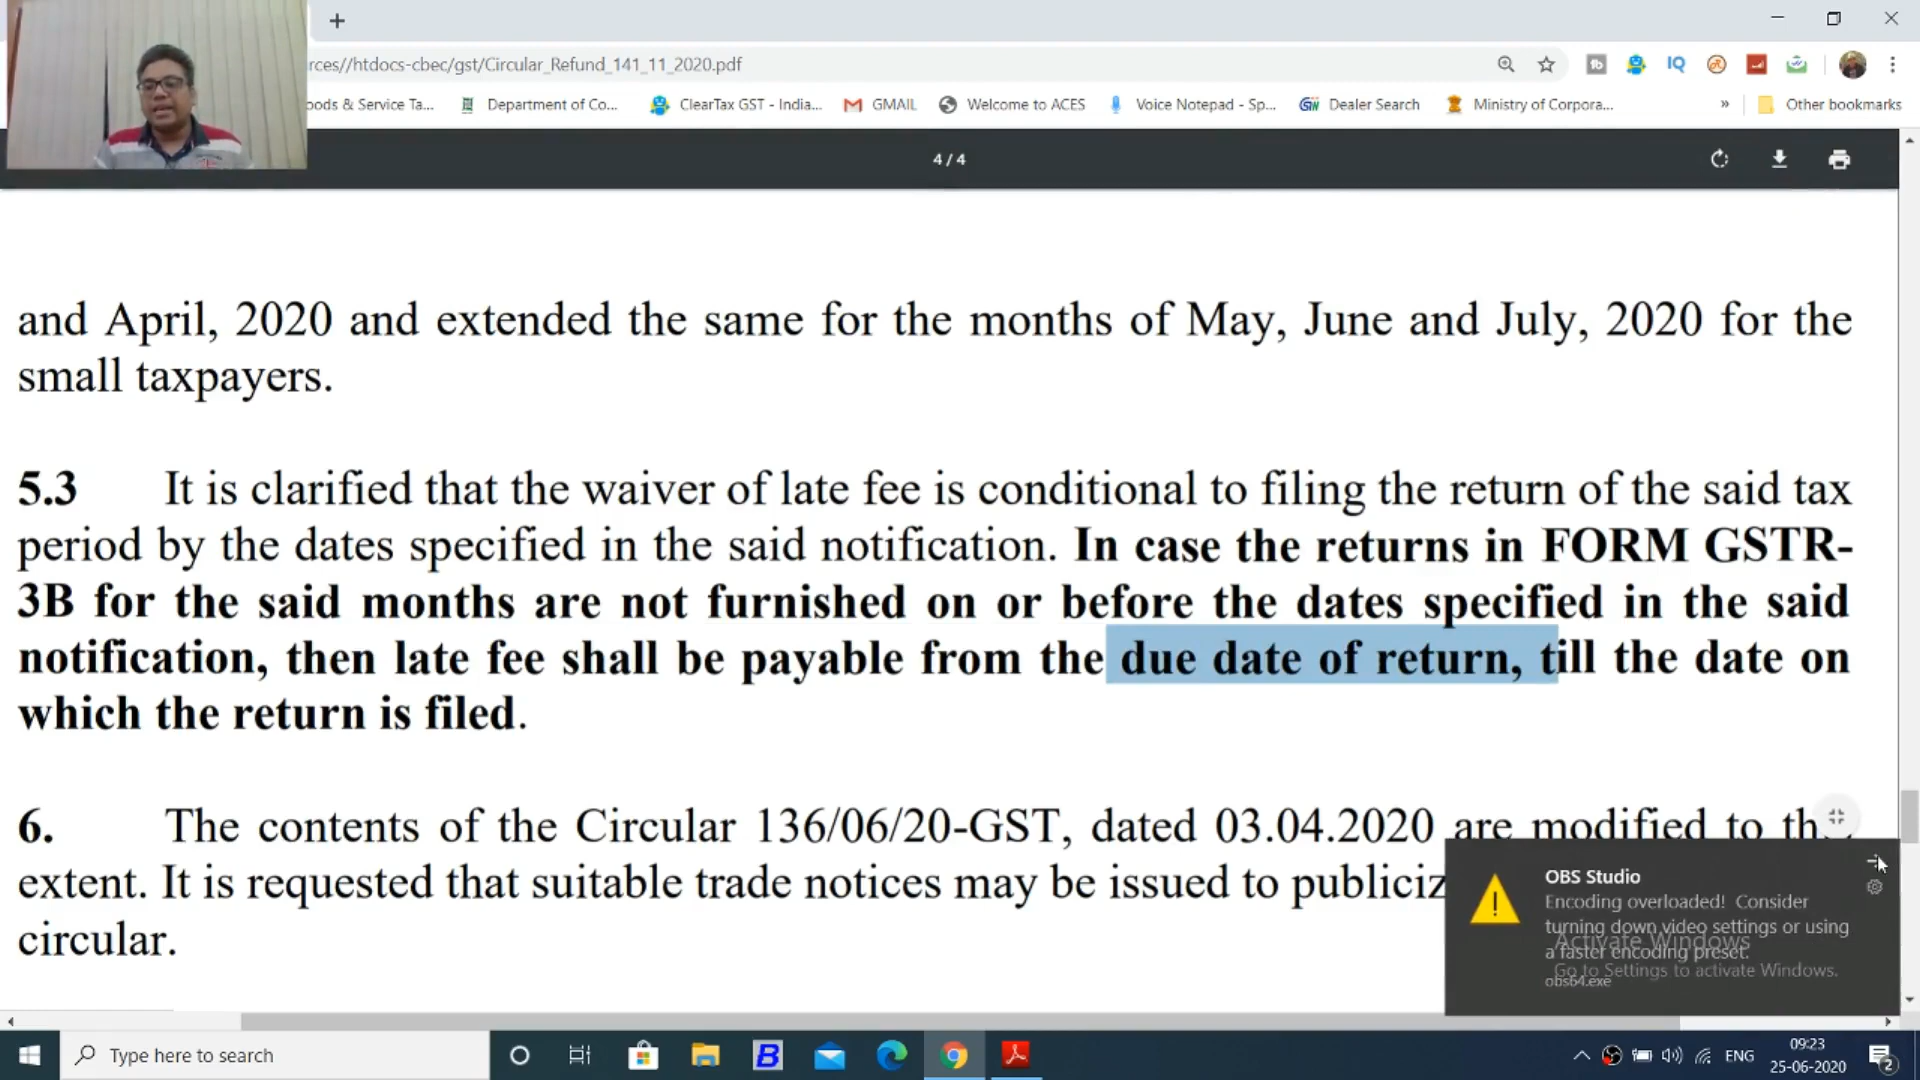 rces//htdocs-cbec/gst/Circular_Refund_141_11_2020.pdf
IQ
oods & Service Ta...
Department of Co...
ClearTax GST - India...
GMAIL
Welcome to ACES
Voice Notepad - Sp...
Dealer Search
Ministry of Corpora...
»
Other bookmarks
4 / 4
and April, 2020 and extended the same for the months of May, June and July, 2020 for the
small taxpayers.
5.3 It is clarified that the waiver of late fee is conditional to filing the return of the said tax
period by the dates specified in the said notification. In case the returns in FORM GSTR-
3B for the said months are not furnished on or before the dates specified in the said
notification, then late fee shall be payable from the due date of return, till the date on
which the return is filed.
6. The contents of the Circular 136/06/20-GST, dated 03.04.2020 are modified to th
extent. It is requested that suitable trade notices may be issued to publiciz
circular.
OBS Studio
Encoding overloaded! Consider
turning down video settings or using
a faster encoding preset.
obs64.exe
Activate Windows
Go to Settings to activate Windows.
Type here to search
ENG
09:23
25-06-2020
2